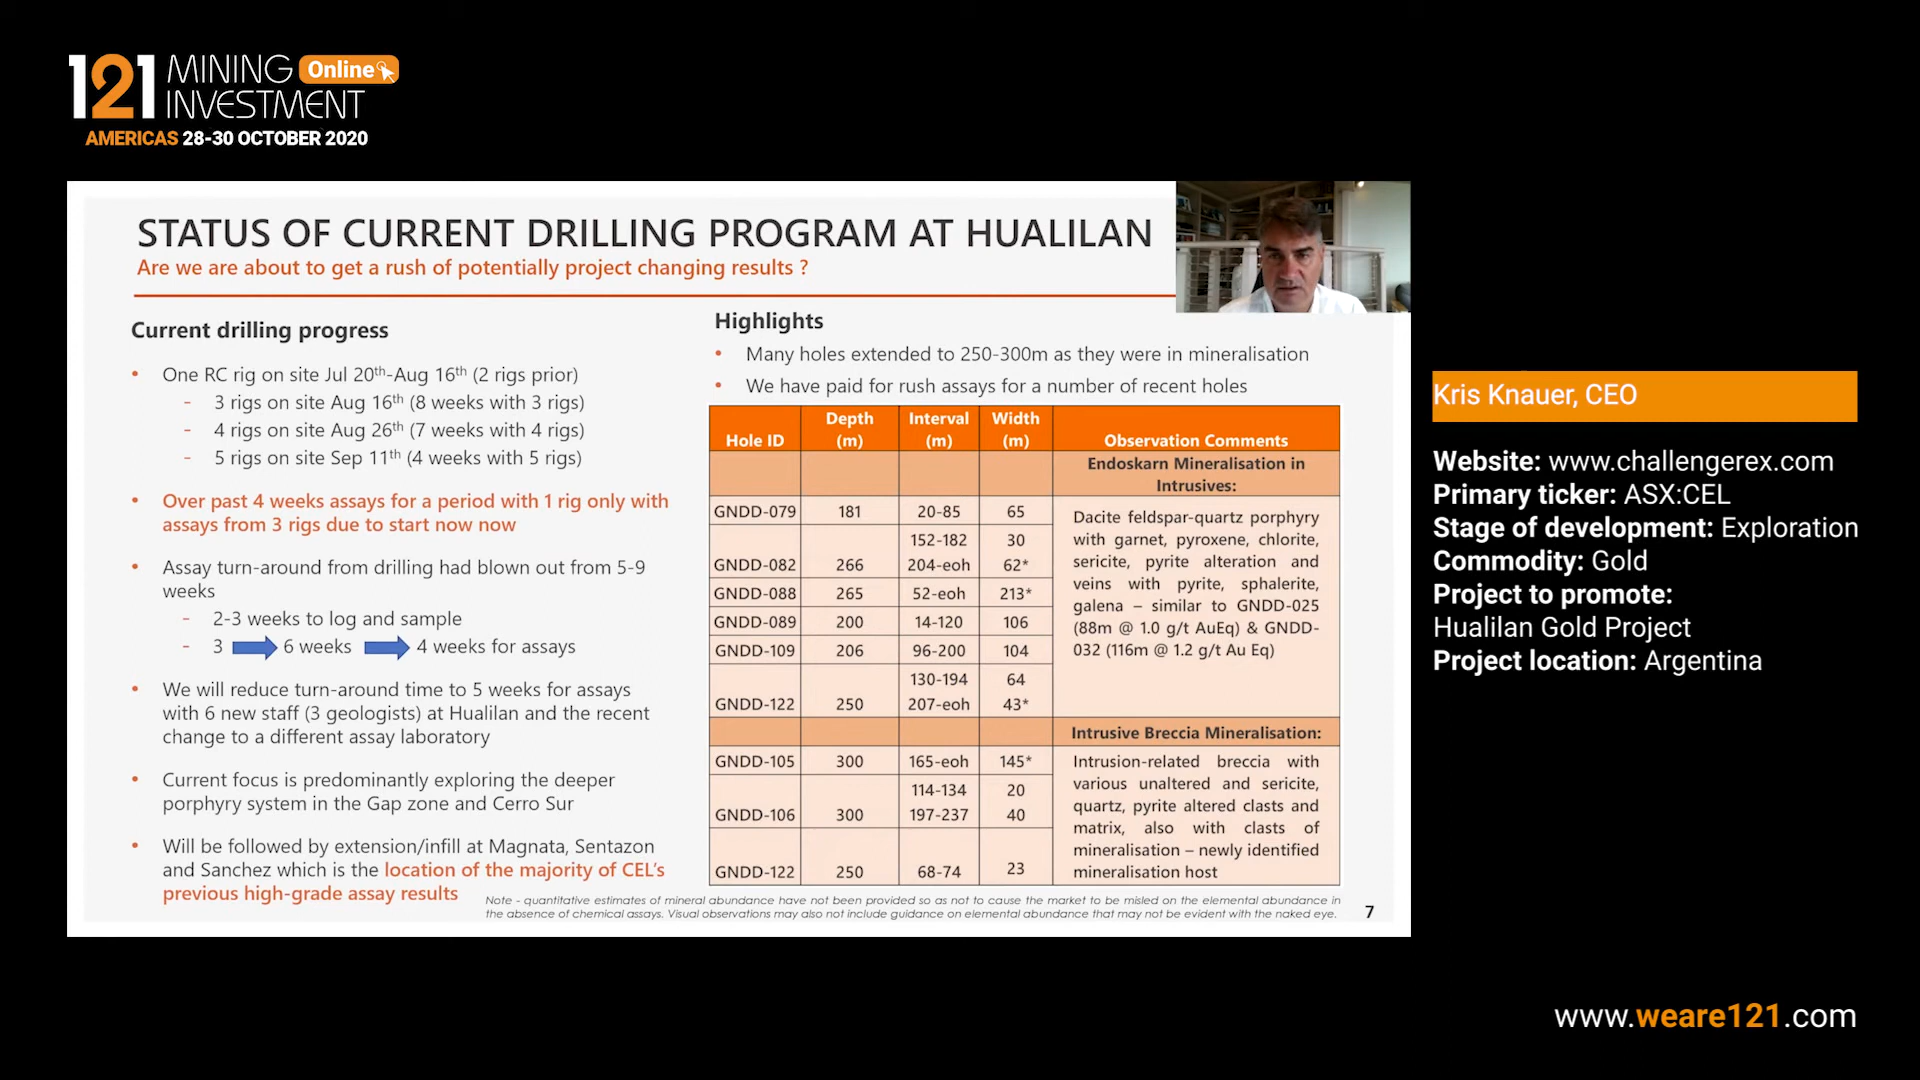 121 MINING Online
INVESTMENT
AMERICAS 28-30 OCTOBER 2020
STATUS OF CURRENT DRILLING PROGRAM AT HUALILAN
Are we are about to get a rush of potentially project changing results ?
Current drilling progress
• One RC rig on site Jul 20th-Aug 16th (2 rigs prior)
- 3 rigs on site Aug 16th (8 weeks with 3 rigs)
- 4 rigs on site Aug 26th (7 weeks with 4 rigs)
- 5 rigs on site Sep 11th (4 weeks with 5 rigs)
• Over past 4 weeks assays for a period with 1 rig only with
assays from 3 rigs due to start now now
• Assay turn-around from drilling had blown out from 5-9
weeks
- 2-3 weeks to log and sample
- 3 6 weeks 4 weeks for assays
• We will reduce turn-around time to 5 weeks for assays
with 6 new staff (3 geologists) at Hualilan and the recent
change to a different assay laboratory
• Current focus is predominantly exploring the deeper
porphyry system in the Gap zone and Cerro Sur
• Will be followed by extension/infill at Magnata, Sentazon
and Sanchez which is the location of the majority of CEL's
previous high-grade assay results
Highlights
• Many holes extended to 250-300m as they were in mineralisation
• We have paid for rush assays for a number of recent holes
Hole ID Depth (m) Interval (m) Width (m) Observation Comments
Endoskarn Mineralisation in
Intrusives:
GNDD-079 181 20-85 65
152-182 30
GNDD-082 266 204-eoh 62*
GNDD-088 265 52-eoh 213*
GNDD-089 200 14-120 106
GNDD-109 206 96-200 104
130-194 64
GNDD-122 250 207-eoh 43*
Dacite feldspar-quartz porphyry
with garnet, pyroxene, chlorite,
sericite, pyrite alteration and
veins with pyrite, sphalerite,
galena – similar to GNDD-025
(88m @ 1.0 g/t AuEq) & GNDD-
032 (116m @ 1.2 g/t Au Eq)
Intrusive Breccia Mineralisation:
GNDD-105 300 165-eoh 145*
114-134 20
GNDD-106 300 197-237 40
GNDD-122 250 68-74 23
Intrusion-related breccia with
various unaltered and sericite,
quartz, pyrite altered clasts and
matrix, also with clasts of
mineralisation – newly identified
mineralisation host
Note - quantitative estimates of mineral abundance have not been provided so as not to cause the market to be misled on the elemental abundance in
the absence of chemical assays. Visual observations may also not include guidance on elemental abundance that may not be evident with the naked eye.
7
Kris Knauer, CEO
Website: www.challengerex.com
Primary ticker: ASX:CEL
Stage of development: Exploration
Commodity: Gold
Project to promote:
Hualilan Gold Project
Project location: Argentina
www.weare121.com